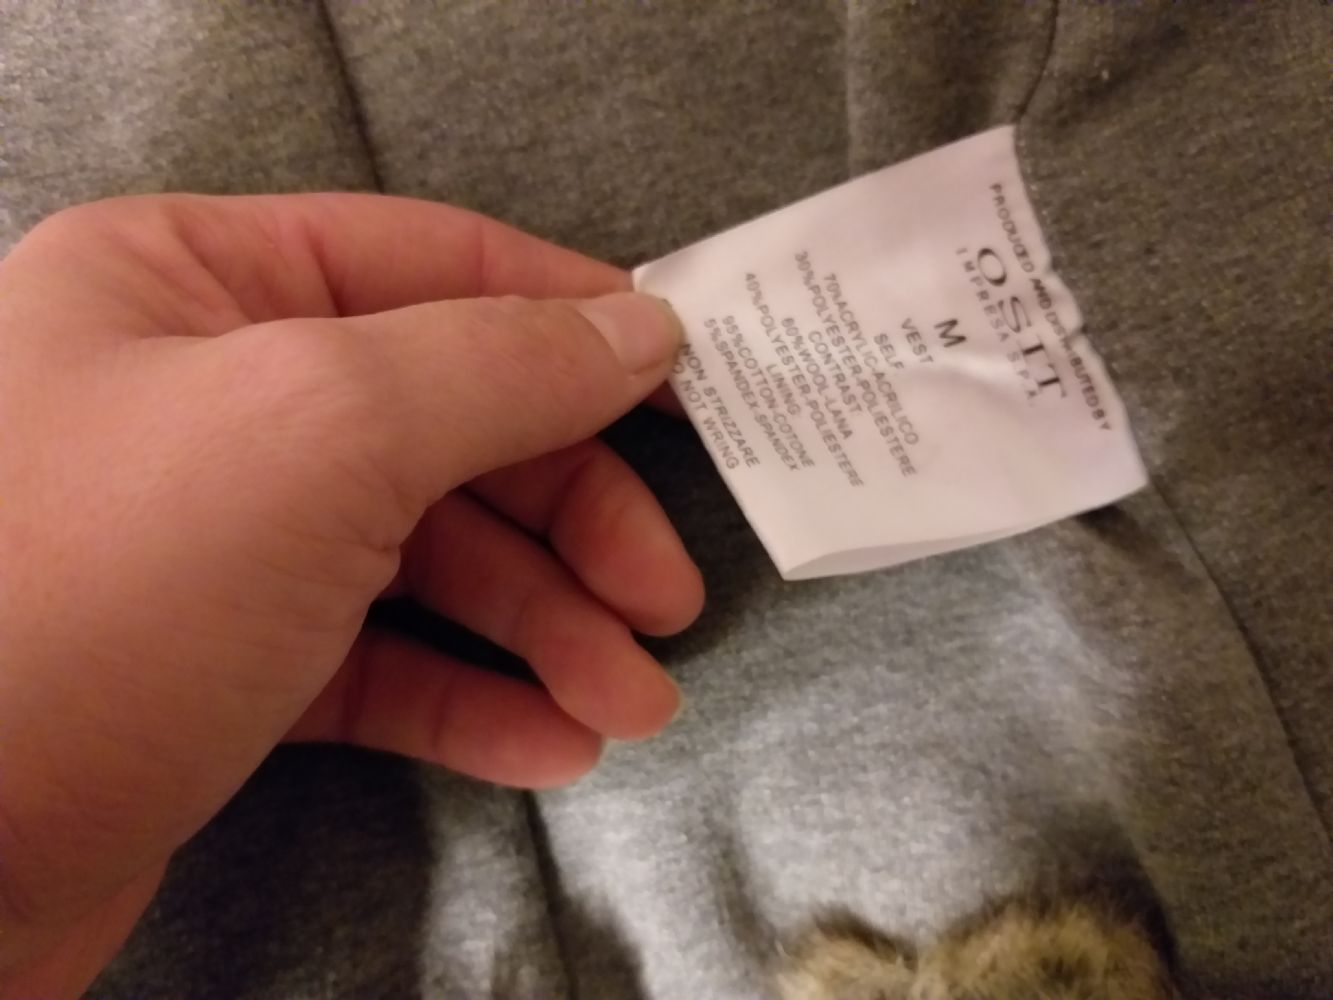 PRODUCED AND DISTRIBUTED BY
OSIT
IMPRESA S.P.A.
M
VEST
SELF
70%ACRYLIC-ACRILICO
30%POLYESTER-POLIESTERE
CONTRAST
60%WOOL-LANA
40%POLYESTER-POLIESTERE
LINING
95%COTTON-COTONE
5%SPANDEX-SPANDEX
NON STRIZZARE
DO NOT WRING